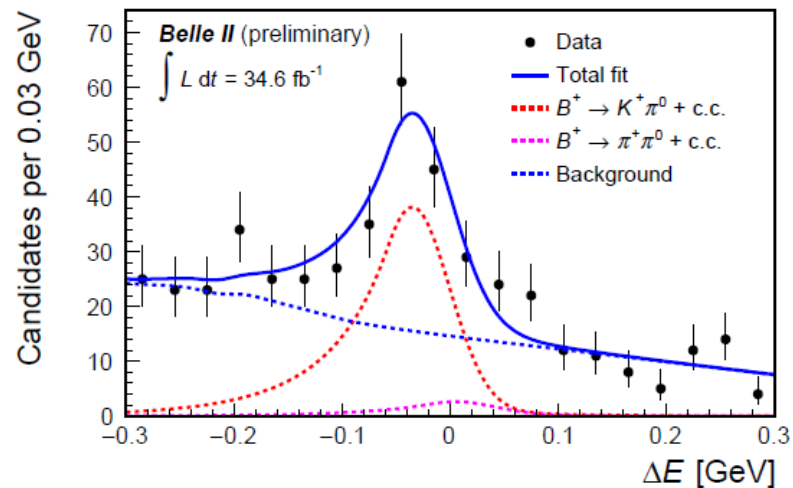 Belle II (preliminary)
∫ L dt = 34.6 fb⁻¹
Data
Total fit
B⁺ → K⁺π⁰ + c.c.
B⁺ → π⁺π⁰ + c.c.
Background
Candidates per 0.03 GeV
70
60
50
40
30
20
10
0
−0.3
−0.2
−0.1
0
0.1
0.2
0.3
ΔE [GeV]